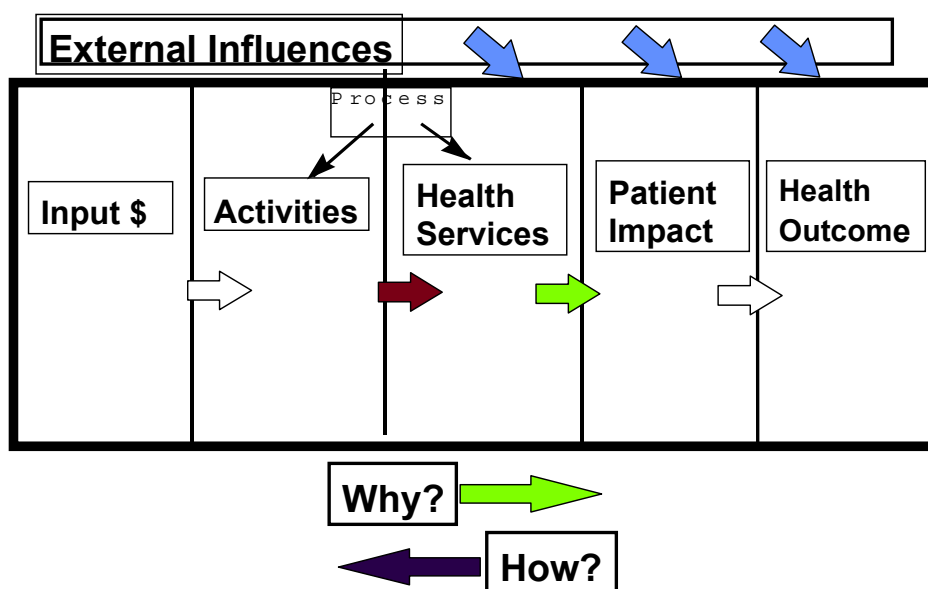 External Influences
Process
Input $
Activities
Health
Services
Patient
Impact
Health
Outcome
Why?
How?